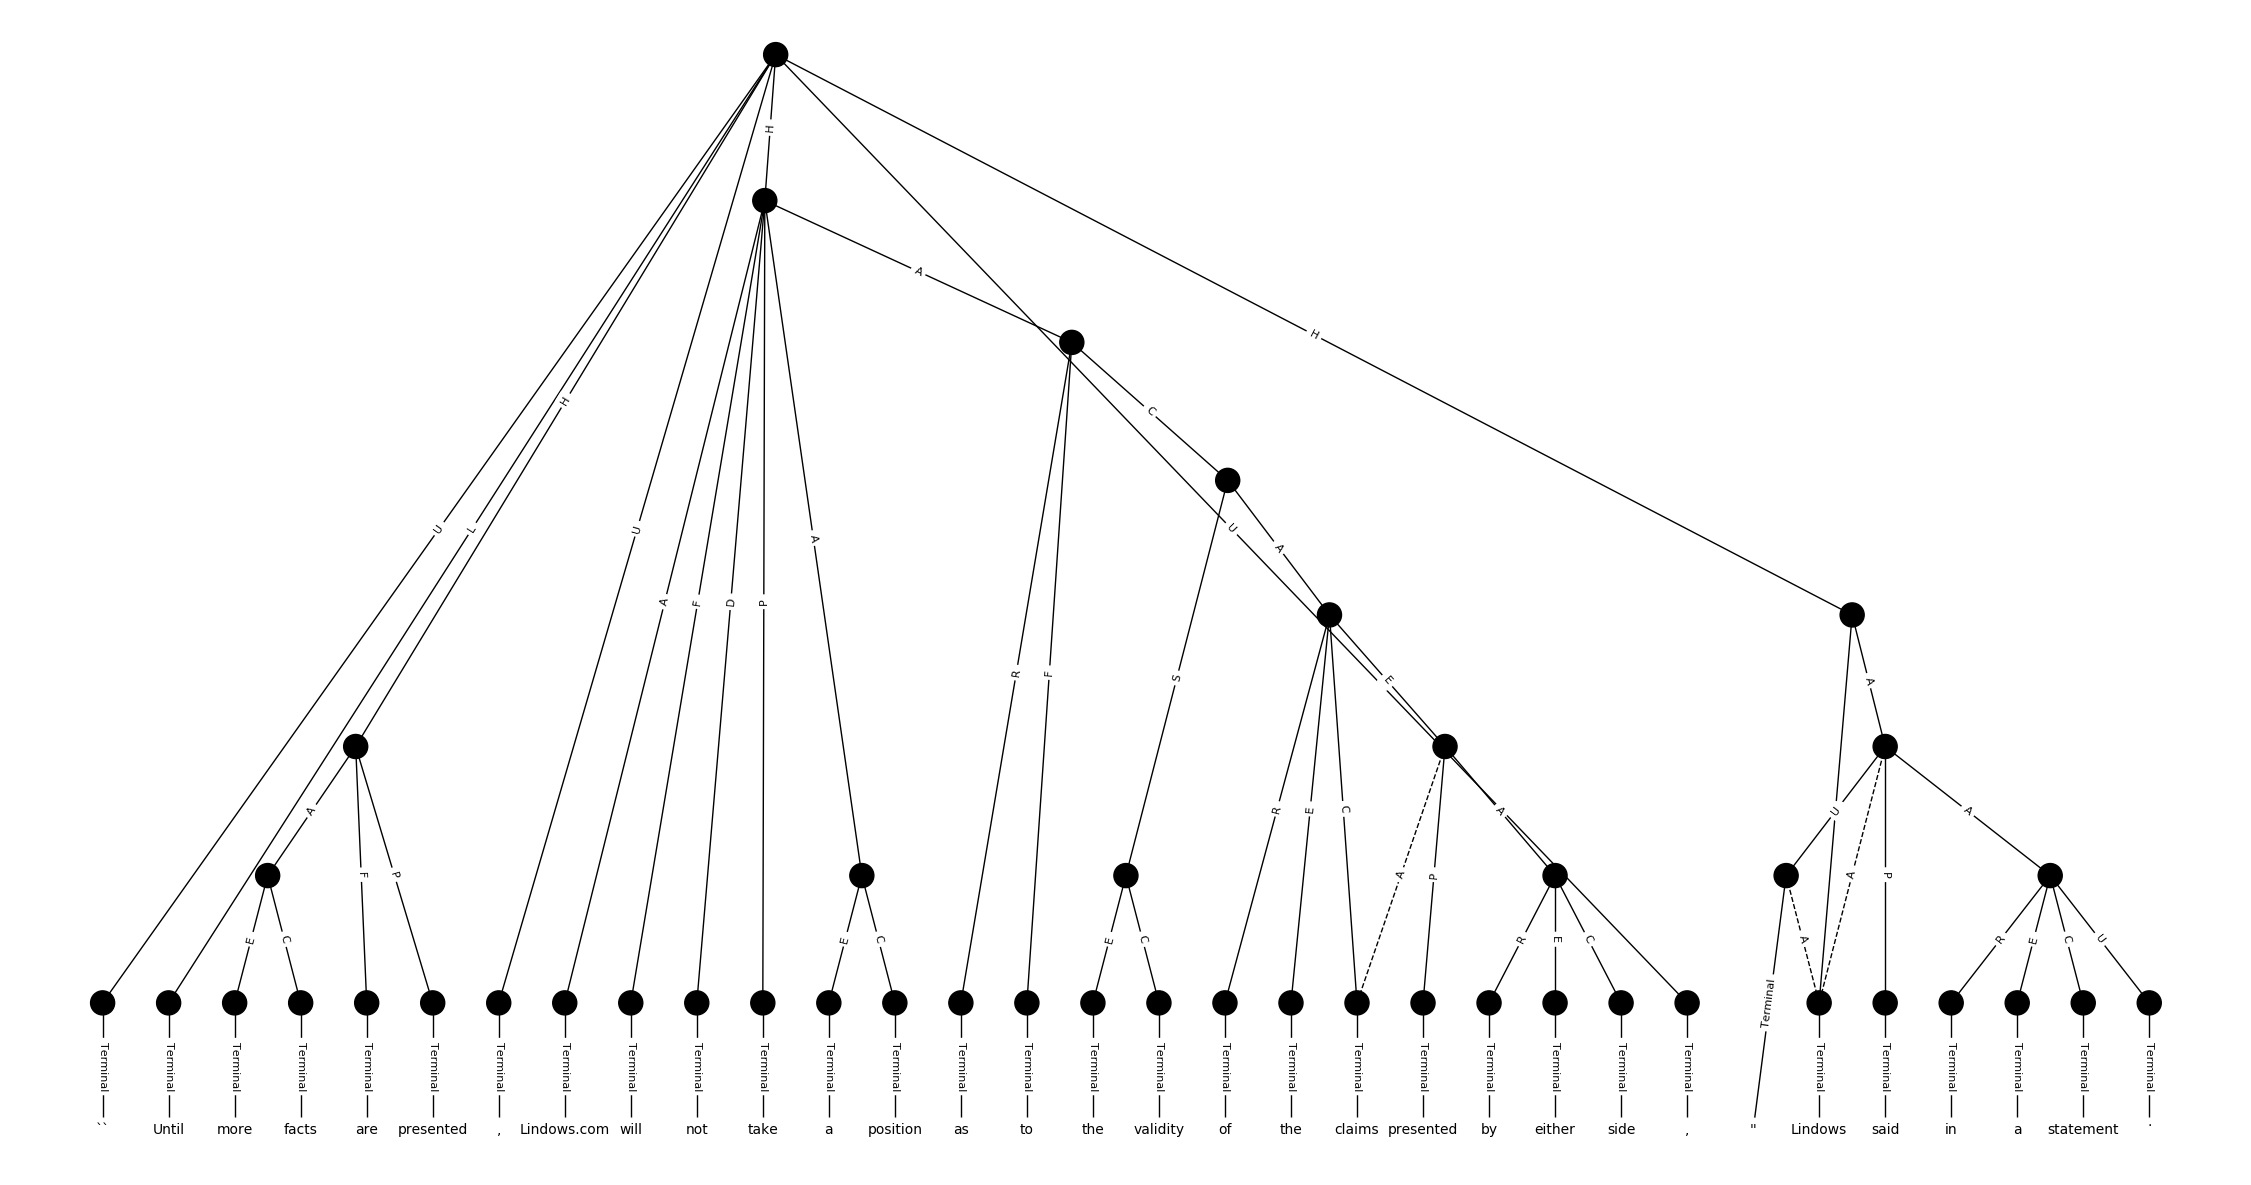 H
A
H
C
H
U
L
U
U
A
A
A
F
D
P
R
F
S
E
A
A
F
P
R
E
C
A
P
A
U
A
P
A
E
C
E
C
E
C
R
E
C
A
R
E
C
U
Terminal
Terminal Terminal Terminal Terminal Terminal Terminal Terminal Terminal Terminal Terminal Terminal Terminal Terminal Terminal Terminal Terminal Terminal Terminal Terminal Terminal Terminal Terminal Terminal Terminal Terminal Terminal Terminal Terminal Terminal Terminal Terminal
`` Until more facts are presented , Lindows.com will not take a position as to the validity of the claims presented by either side , " Lindows said in a statement .